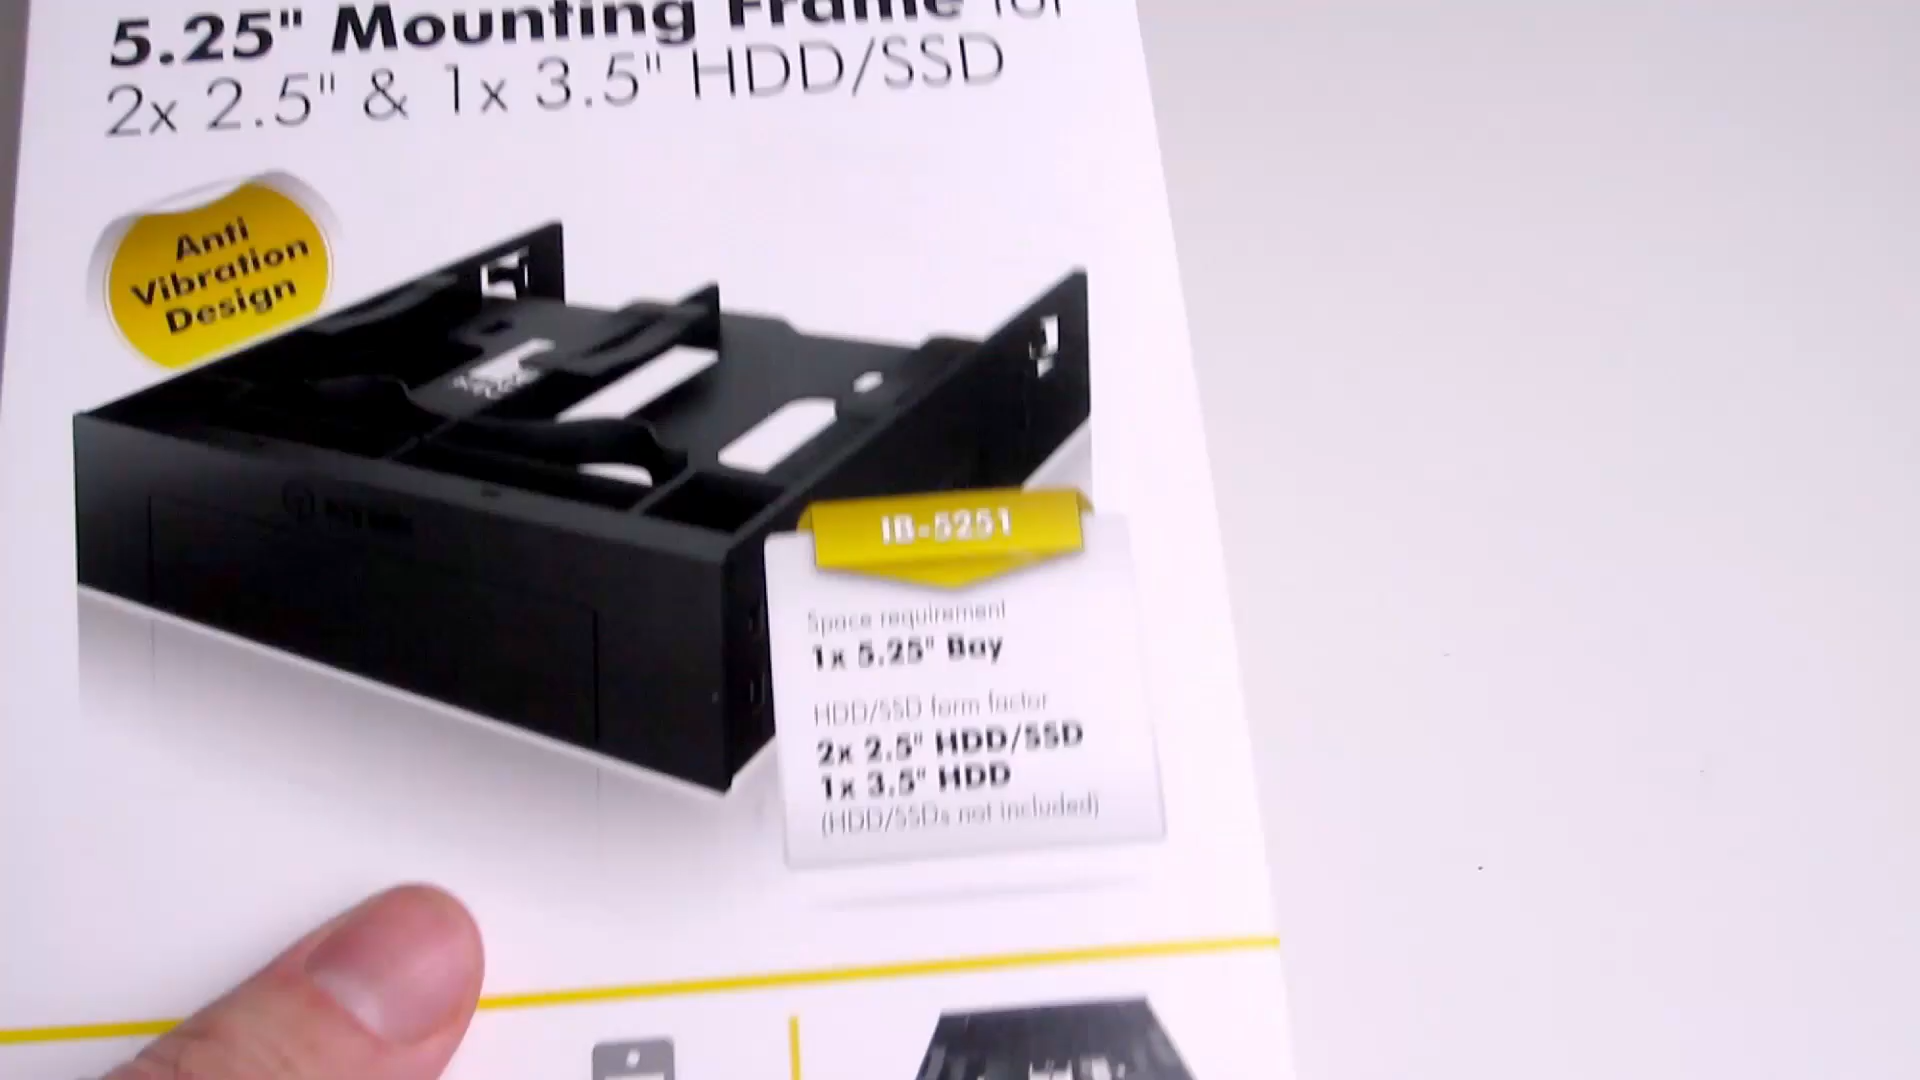 5.25" Mounting Frame for
2x 2.5" & 1x 3.5" HDD/SSD
Anti
Vibration
Design
IB-5251
Space requirement
1x 5.25" Bay
HDD/SSD form factor
2x 2.5" HDD/SSD
1x 3.5" HDD
(HDD/SSDs not included)